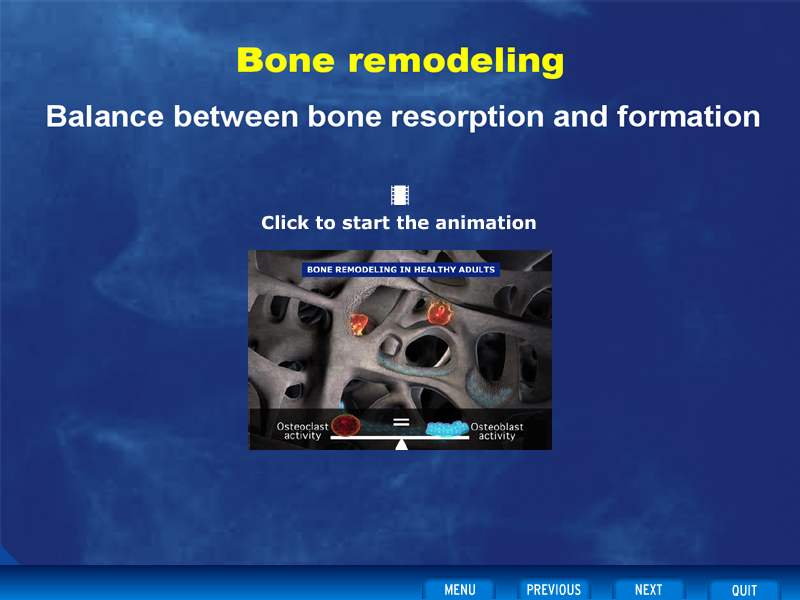 Bone remodeling
Balance between bone resorption and formation
Click to start the animation
BONE REMODELING IN HEALTHY ADULTS
Osteoclast
activity
=
Osteoblast
activity
MENU
PREVIOUS
NEXT
QUIT